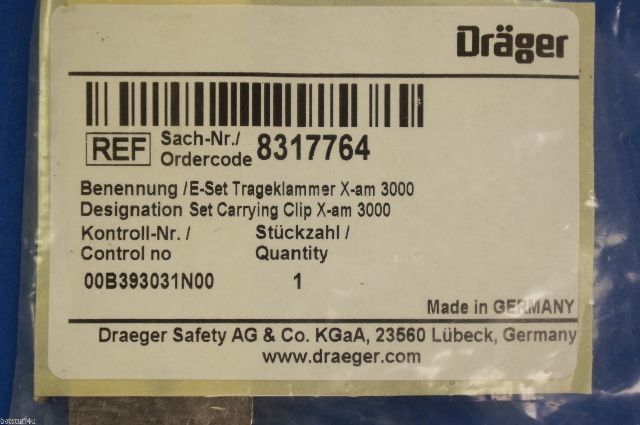 Dräger
REF Sach-Nr./ Ordercode 8317764
Benennung /E-Set Trageklammer X-am 3000
Designation Set Carrying Clip X-am 3000
Kontroll-Nr. / Stückzahl /
Control no Quantity
00B393031N00 1
Made in GERMANY
Draeger Safety AG & Co. KGaA, 23560 Lübeck, Germany
www.draeger.com